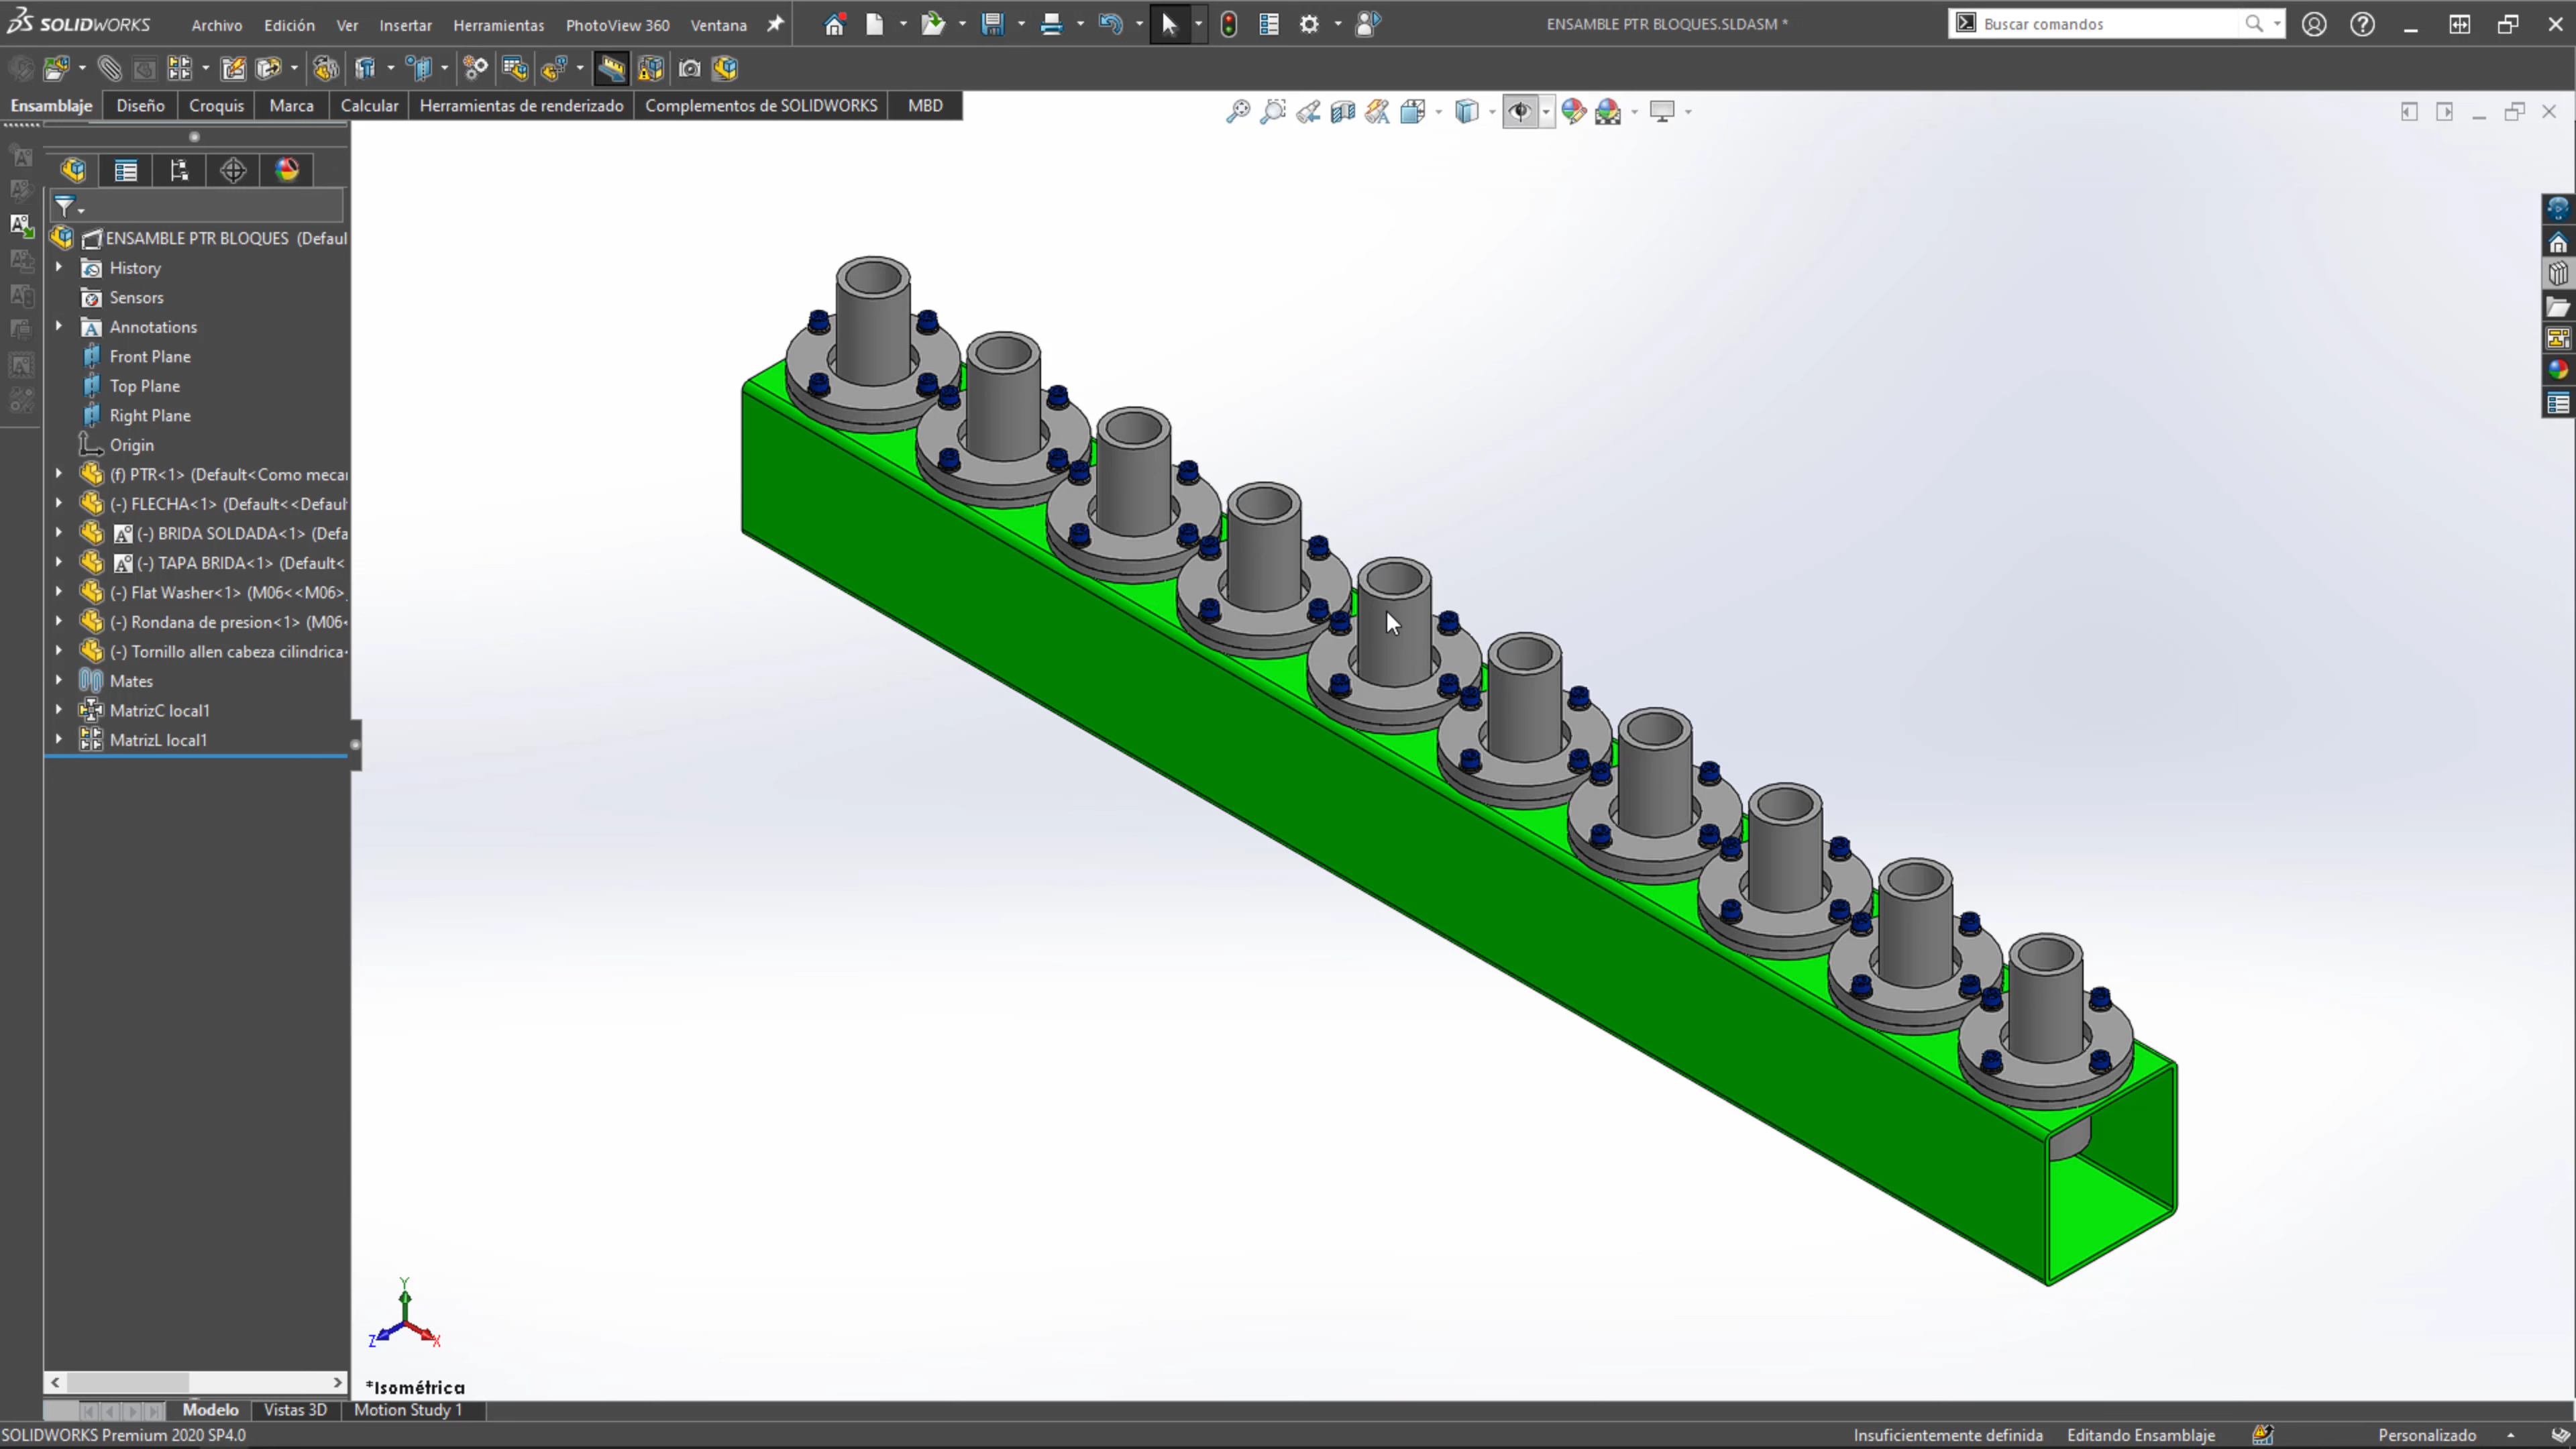 SOLIDWORKS Archivo Edición Ver Insertar Herramientas PhotoView 360 Ventana ENSAMBLE PTR BLOQUES.SLDASM * Buscar comandos
Ensamblaje Diseño Croquis Marca Calcular Herramientas de renderizado Complementos de SOLIDWORKS MBD
ENSAMBLE PTR BLOQUES (Defaul
History
Sensors
Annotations
Front Plane
Top Plane
Right Plane
Origin
(f) PTR<1> (Default<Como mecar
(-) FLECHA<1> (Default<<Defaul
(-) BRIDA SOLDADA<1> (Defa
(-) TAPA BRIDA<1> (Default<
(-) Flat Washer<1> (M06<<M06>
(-) Rondana de presion<1> (M06<
(-) Tornillo allen cabeza cilindrica
Mates
MatrizC local1
MatrizL local1
Y
Z X
*Isométrica
Modelo Vistas 3D Motion Study 1
SOLIDWORKS Premium 2020 SP4.0 Insuficientemente definida Editando Ensamblaje Personalizado